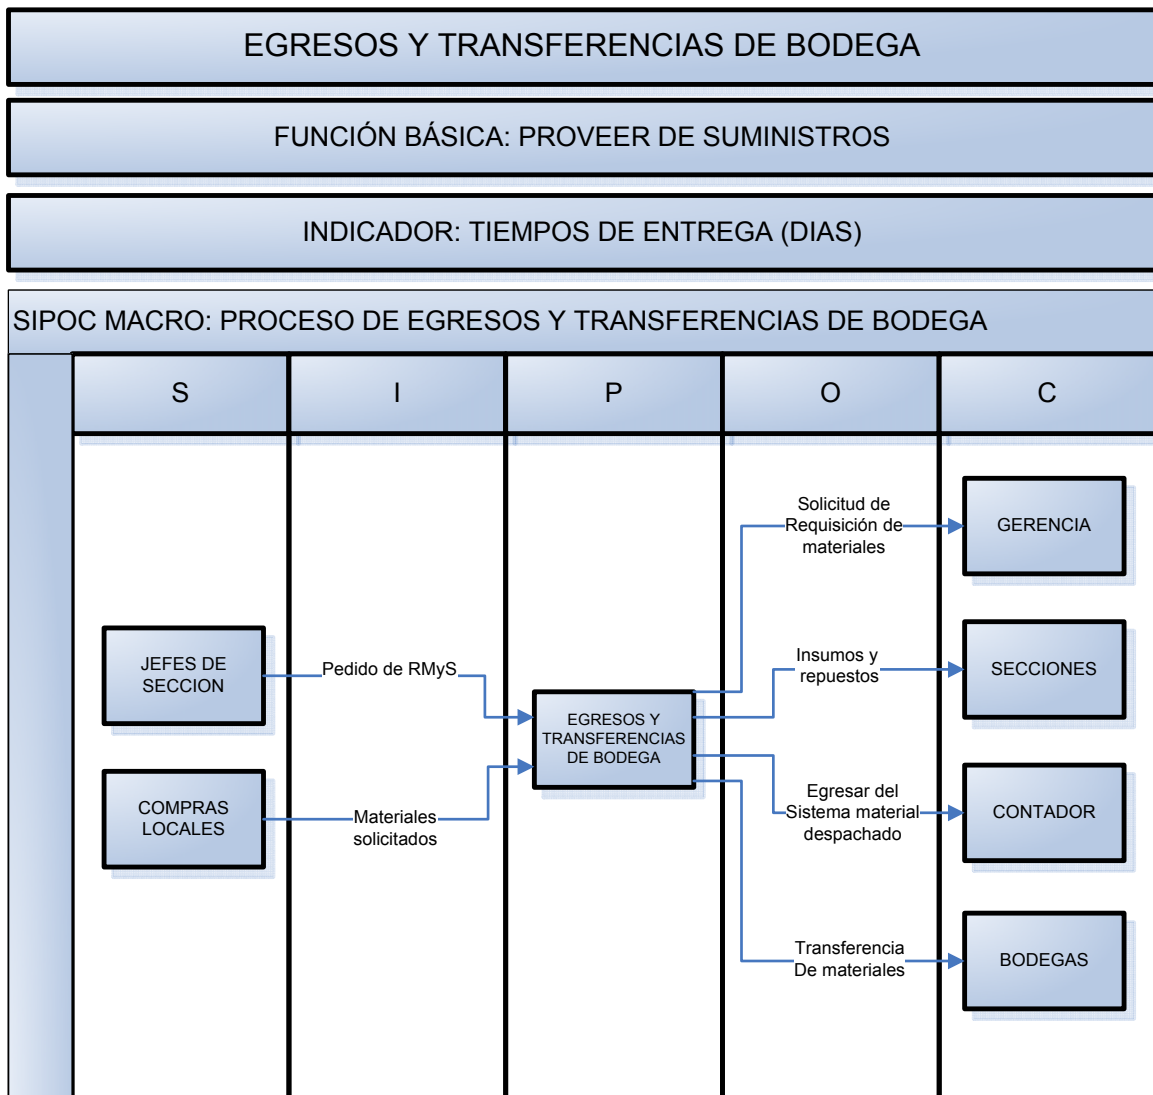 EGRESOS Y TRANSFERENCIAS DE BODEGA
FUNCIÓN BÁSICA: PROVEER DE SUMINISTROS
INDICADOR: TIEMPOS DE ENTREGA (DIAS)
SIPOC MACRO: PROCESO DE EGRESOS Y TRANSFERENCIAS DE BODEGA
S
I
P
O
C
JEFES DE
SECCION
COMPRAS
LOCALES
Pedido de RMyS
Materiales
solicitados
EGRESOS Y
TRANSFERENCIAS
DE BODEGA
Solicitud de
Requisición de
materiales
Insumos y
repuestos
Egresar del
Sistema material
despachado
Transferencia
De materiales
GERENCIA
SECCIONES
CONTADOR
BODEGAS